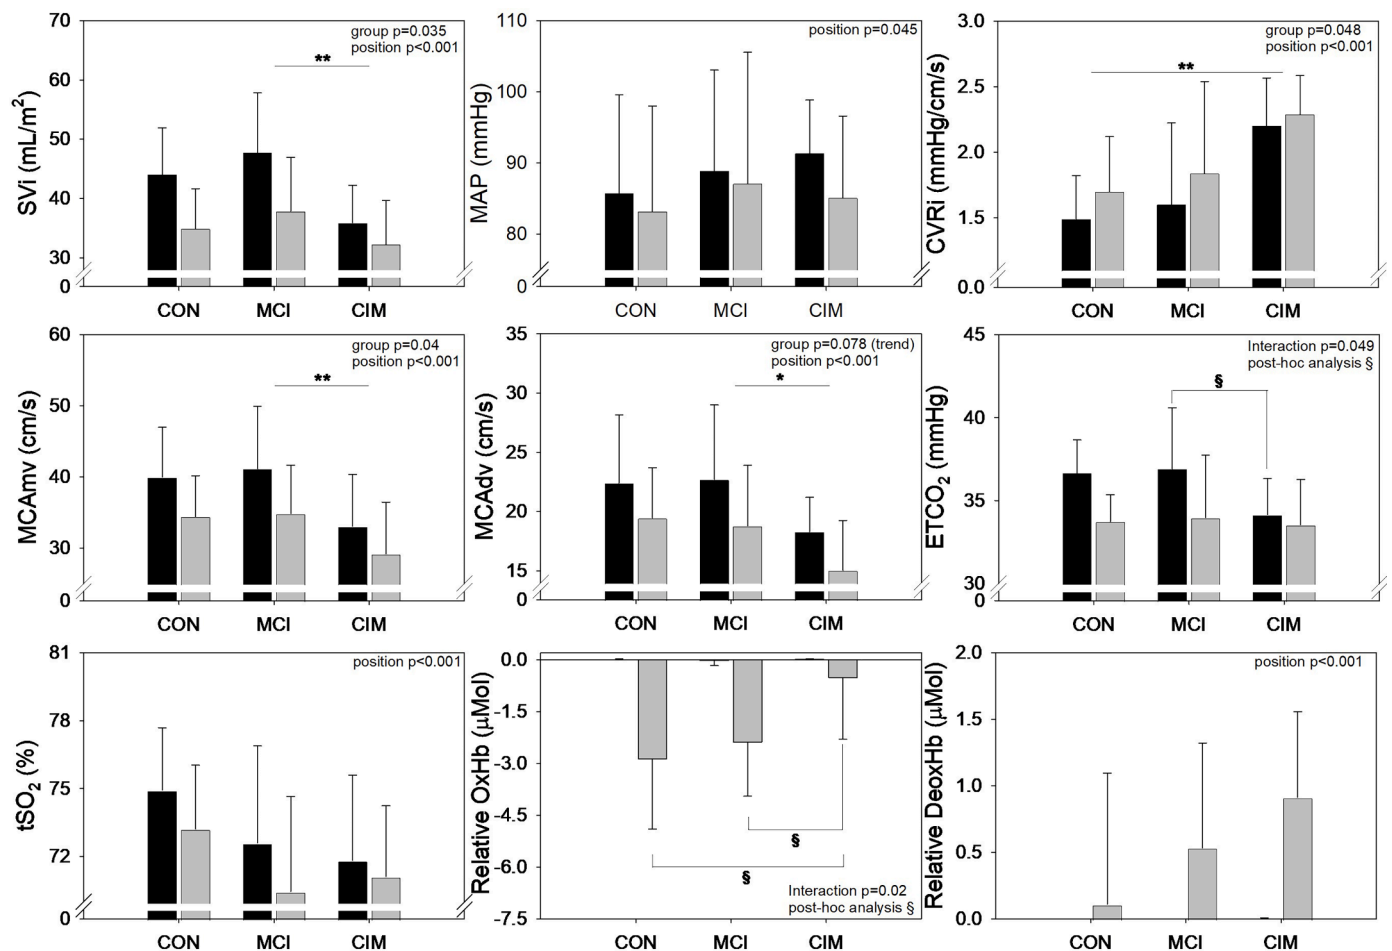 SVi (mL/m²)
70
60
50
40
30
0
group p=0.035
position p<0.001
**
CON MCI CIM
MAP (mmHg)
110
100
90
80
0
position p=0.045
CON MCI CIM
CVRi (mmHg/cm/s)
3.0
2.5
2.0
1.5
0.0
group p=0.048
position p<0.001
**
CON MCI CIM
MCAmv (cm/s)
60
50
40
30
0
group p=0.04
position p<0.001
**
CON MCI CIM
MCAdv (cm/s)
35
30
25
20
15
0
group p=0.078 (trend)
position p<0.001
*
CON MCI CIM
ETCO₂ (mmHg)
45
40
35
30
0
Interaction p=0.049
post-hoc analysis §
§
CON MCI CIM
tSO₂ (%)
81
78
75
72
0
position p<0.001
CON MCI CIM
Relative OxHb (μMol)
0.0
-1.5
-3.0
-4.5
-6.0
-7.5
§
§
Interaction p=0.02
post-hoc analysis §
CON MCI CIM
Relative DeoxHb (μMol)
2.0
1.5
1.0
0.5
0.0
position p<0.001
CON MCI CIM